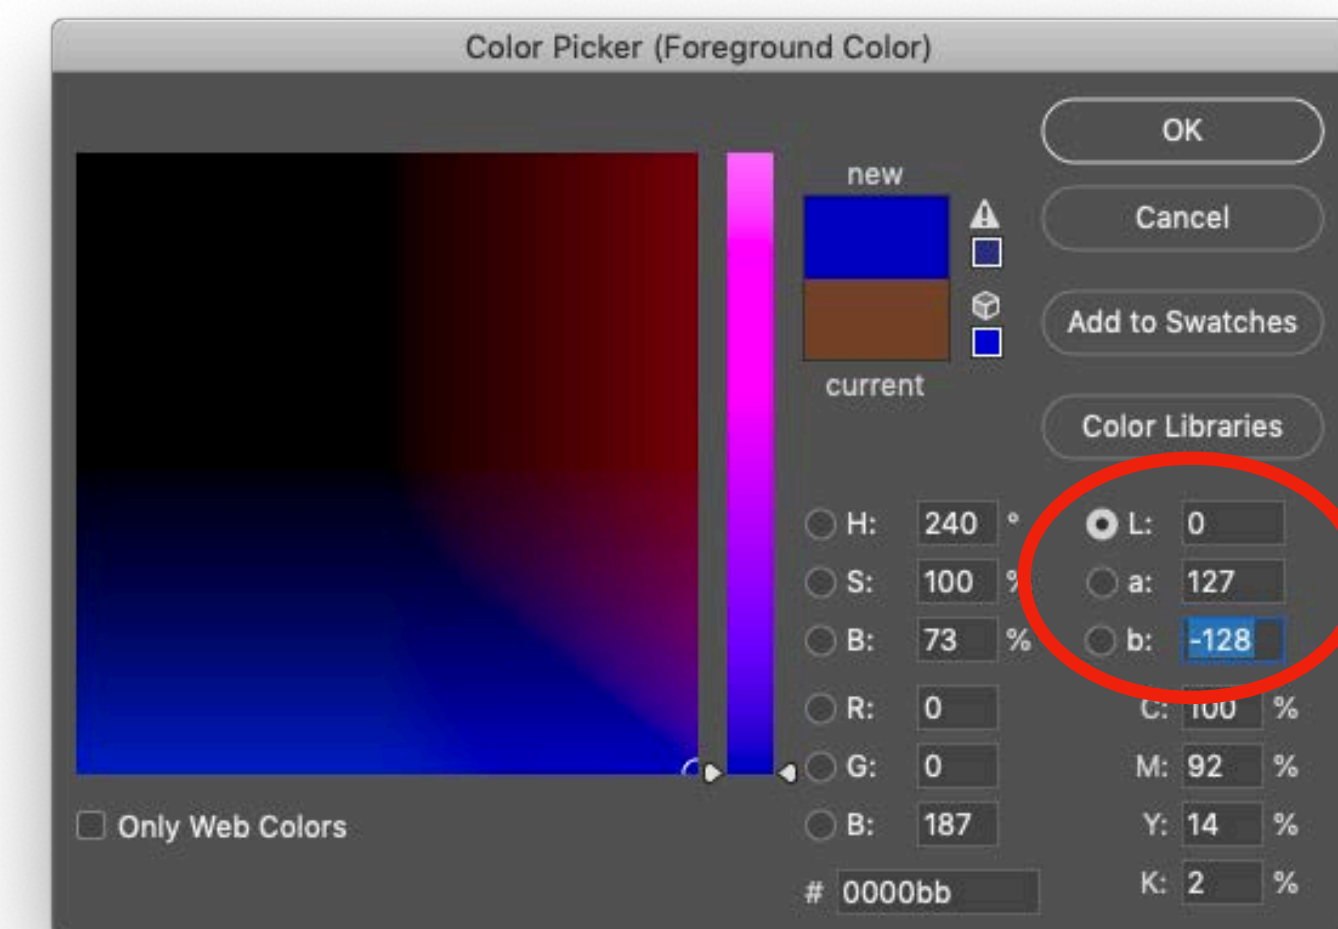 Color Picker (Foreground Color)
OK
new
Cancel
Add to Swatches
current
Color Libraries
H: 240 °
L: 0
S: 100 %
a: 127
B: 73 %
b: -128
R: 0
C: 100 %
G: 0
M: 92 %
Only Web Colors
B: 187
Y: 14 %
# 0000bb
K: 2 %